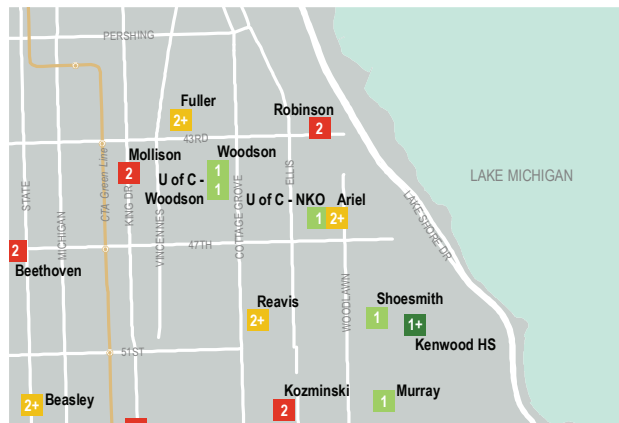 PERSHING
Fuller
2+
Robinson
2
43RD
Mollison
2
Woodson
1
U of C -
Woodson
1
U of C - NKO
1
Ariel
2+
STATE
MICHIGAN
CTA Green Line
KING DR
VINCENNES
COTTAGE GROVE
ELLIS
LAKE SHORE DR
LAKE MICHIGAN
2
Beethoven
47TH
WOODLAWN
Reavis
2+
Shoesmith
1
1+
Kenwood HS
51ST
2+
Beasley
Kozminski
2
Murray
1